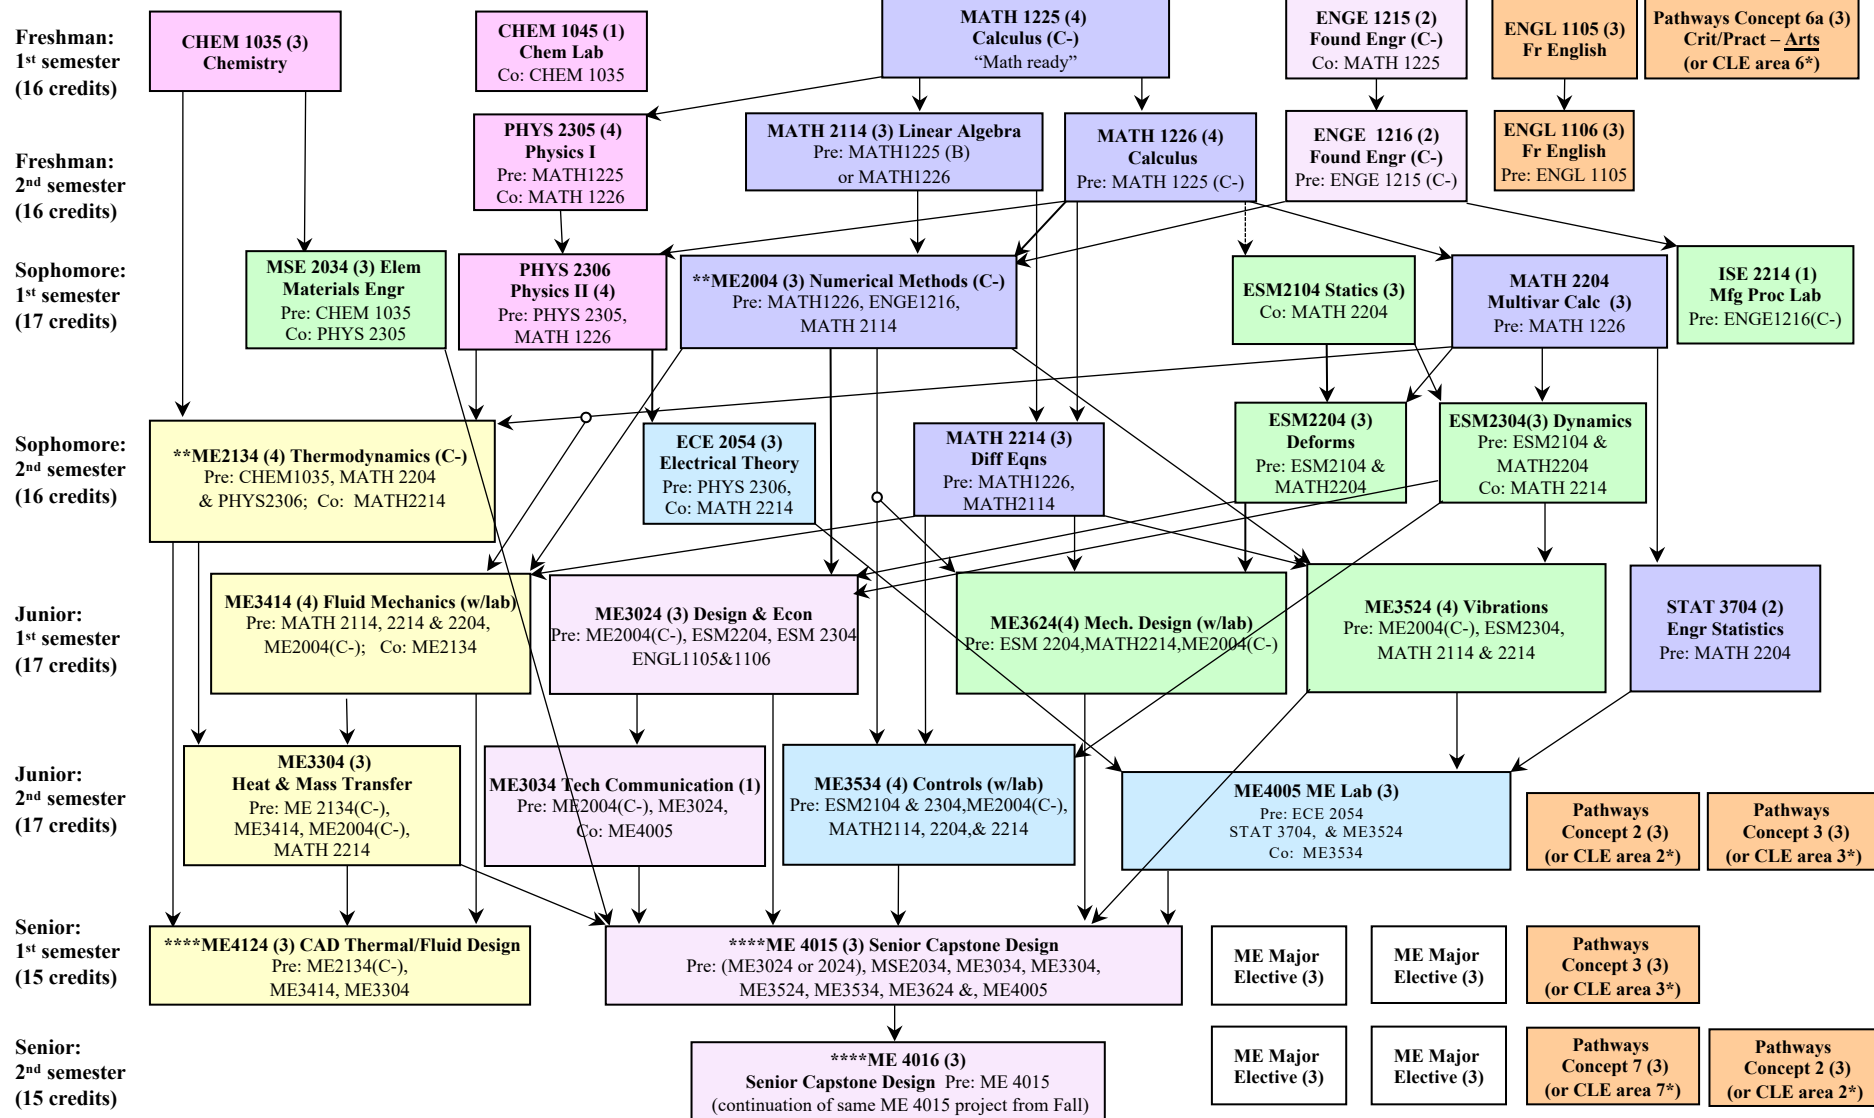 Freshman:
1st semester
(16 credits)
CHEM 1035 (3)
Chemistry
CHEM 1045 (1)
Chem Lab
Co: CHEM 1035
MATH 1225 (4)
Calculus (C-)
“Math ready”
ENGE 1215 (2)
Found Engr (C-)
Co: MATH 1225
ENGL 1105 (3)
Fr English
Pathways Concept 6a (3)
Crit/Pract – Arts
(or CLE area 6*)
Freshman:
2nd semester
(16 credits)
PHYS 2305 (4)
Physics I
Pre: MATH1225
Co: MATH 1226
MATH 2114 (3) Linear Algebra
Pre: MATH1225 (B)
or MATH1226
MATH 1226 (4)
Calculus
Pre: MATH 1225 (C-)
ENGE  1216 (2)
Found Engr (C-)
Pre: ENGE 1215 (C-)
ENGL 1106 (3)
Fr English
Pre: ENGL 1105
Sophomore:
1st semester
(17 credits)
MSE 2034 (3) Elem
Materials Engr
Pre: CHEM 1035
Co: PHYS 2305
PHYS 2306
Physics II (4)
Pre: PHYS 2305,
MATH 1226
**ME2004 (3) Numerical Methods (C-)
Pre: MATH1226, ENGE1216,
MATH 2114
ESM2104 Statics (3)
Co: MATH 2204
MATH 2204
Multivar Calc  (3)
Pre: MATH 1226
ISE 2214 (1)
Mfg Proc Lab
Pre: ENGE1216(C-)
Sophomore:
2nd semester
(16 credits)
**ME2134 (4) Thermodynamics (C-)
Pre: CHEM1035, MATH 2204
& PHYS2306;  Co:  MATH2214
ECE 2054 (3)
Electrical Theory
Pre: PHYS 2306,
Co: MATH 2214
MATH 2214 (3)
Diff Eqns
Pre: MATH1226,
MATH2114
ESM2204 (3)
Deforms
Pre: ESM2104 &
MATH2204
ESM2304(3) Dynamics
Pre: ESM2104 &
MATH2204
Co: MATH 2214
Junior:
1st semester
(17 credits)
ME3414 (4) Fluid Mechanics (w/lab)
Pre: MATH 2114, 2214 & 2204,
ME2004(C-);   Co: ME2134
ME3024 (3) Design & Econ
Pre: ME2004(C-), ESM2204, ESM 2304
ENGL1105&1106
ME3624(4) Mech. Design (w/lab)
Pre: ESM 2204,MATH2214,ME2004(C-)
ME3524 (4) Vibrations
Pre: ME2004(C-), ESM2304,
MATH 2114 & 2214
STAT 3704 (2)
Engr Statistics
Pre: MATH 2204
Junior:
2nd semester
(17 credits)
ME3304 (3)
Heat & Mass Transfer
Pre: ME 2134(C-),
ME3414, ME2004(C-),
MATH 2214
ME3034 Tech Communication (1)
Pre: ME2004(C-), ME3024,
Co: ME4005
ME3534 (4) Controls (w/lab)
Pre: ESM2104 & 2304,ME2004(C-),
MATH2114, 2204,& 2214
ME4005 ME Lab (3)
Pre: ECE 2054
STAT 3704,  & ME3524
Co:  ME3534
Pathways
Concept 2 (3)
(or CLE area 2*)
Pathways
Concept 3 (3)
(or CLE area 3*)
Senior:
1st semester
(15 credits)
****ME4124 (3) CAD Thermal/Fluid Design
Pre: ME2134(C-),
ME3414, ME3304
****ME 4015 (3) Senior Capstone Design
Pre: (ME3024 or 2024), MSE2034, ME3034, ME3304,
ME3524, ME3534, ME3624 &, ME4005
ME Major
Elective (3)
ME Major
Elective (3)
Pathways
Concept 3 (3)
(or CLE area 3*)
Senior:
2nd semester
(15 credits)
****ME 4016 (3)
Senior Capstone Design  Pre: ME 4015
(continuation of same ME 4015 project from Fall)
ME Major
Elective (3)
ME Major
Elective (3)
Pathways
Concept 7 (3)
(or CLE area 7*)
Pathways
Concept 2 (3)
(or CLE area 2*)